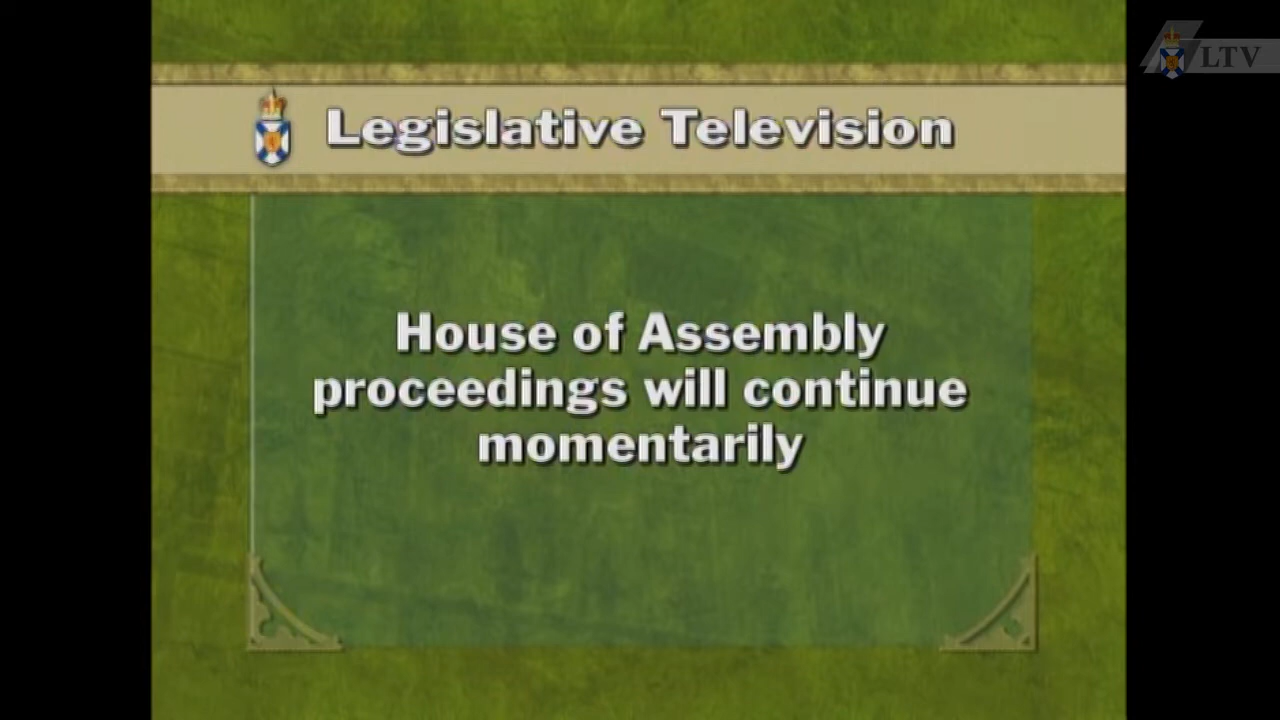 LTV
Legislative Television
House of Assembly
proceedings will continue
momentarily